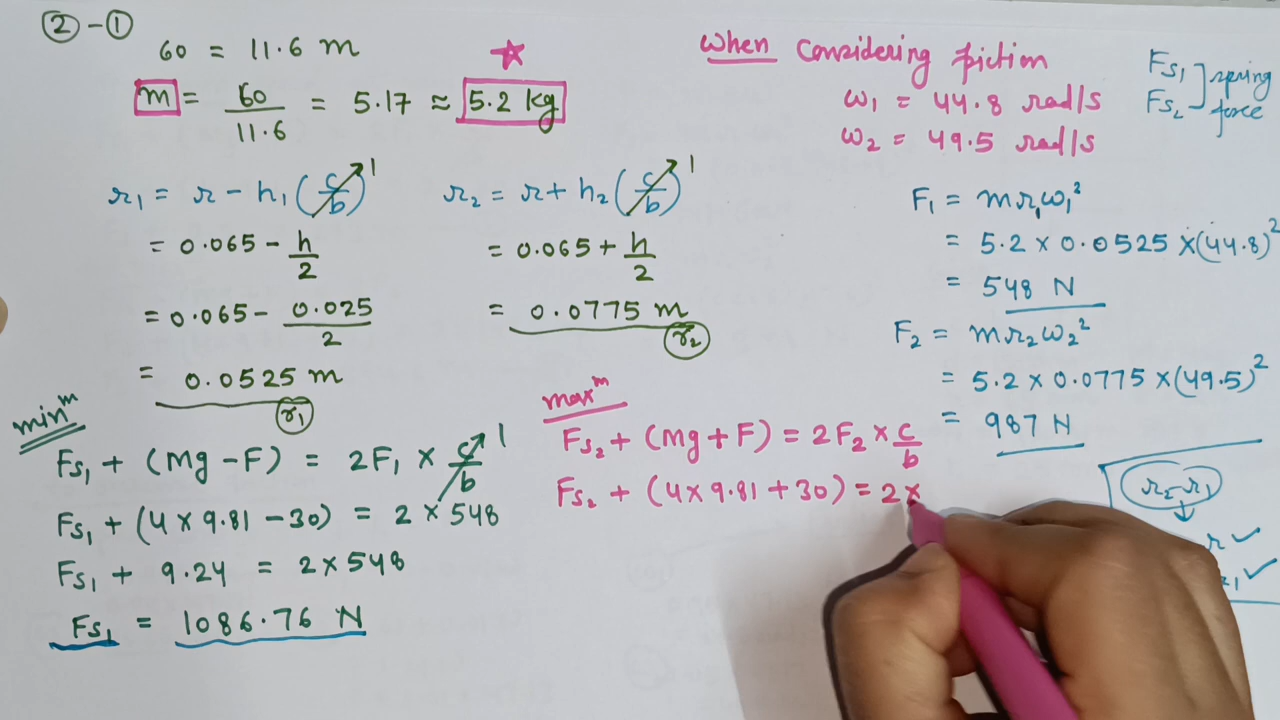 ② - ①
60 = 11.6 m
m = 60/11.6 = 5.17 ≈ 5.2 kg
r1 = r - h1 (c/b) 1
= 0.065 - h/2
= 0.065 - 0.025/2
= 0.0525 m
r1
r2 = r + h2 (c/b) 1
= 0.065 + h/2
= 0.0775 m
r2
When Considering friction
ω1 = 44.8 rad/s
ω2 = 49.5 rad/s
Fs1
Fs2
spring
force
F1 = mr1ω1²
= 5.2 × 0.0525 × (44.8)²
= 548 N
F2 = mr2ω2²
= 5.2 × 0.0775 × (49.5)²
= 987 N
min^m
Fs1 + (Mg - F) = 2F1 × c/b 1
Fs1 + (4 × 9.81 - 30) = 2 × 548
Fs1 + 9.24 = 2 × 548
Fs1 = 1086.76 N
max^m
Fs2 + (Mg + F) = 2F2 × c/b
Fs2 + (4 × 9.81 + 30) = 2 ×
r2 - r1